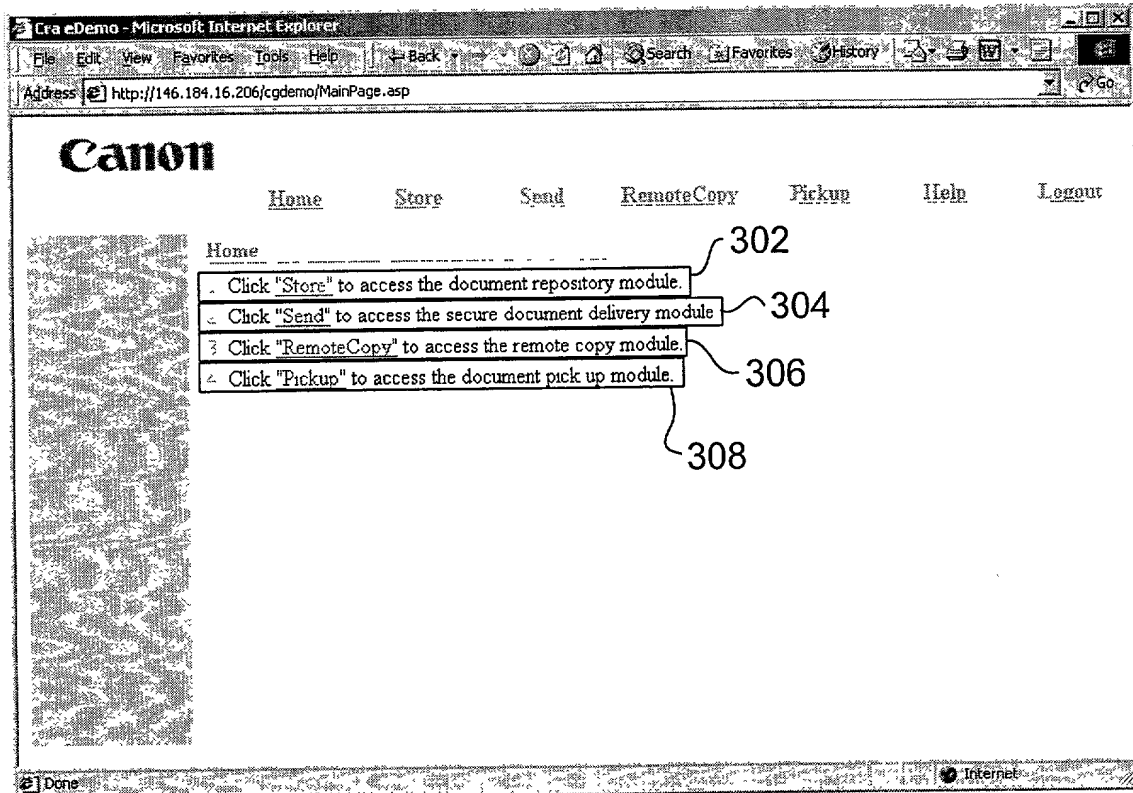 Cra eDemo - Microsoft Internet Explorer
File Edit View Favorites Tools Help Back Search Favorites History
Address http://146.184.16.206/cgdemo/MainPage.asp Go
Canon
Home Store Send RemoteCopy Pickup Help Logout
Home
302
Click "Store" to access the document repository module.
Click "Send" to access the secure document delivery module
304
3 Click "RemoteCopy" to access the remote copy module.
306
Click "Pickup" to access the document pick up module.
308
Done Internet